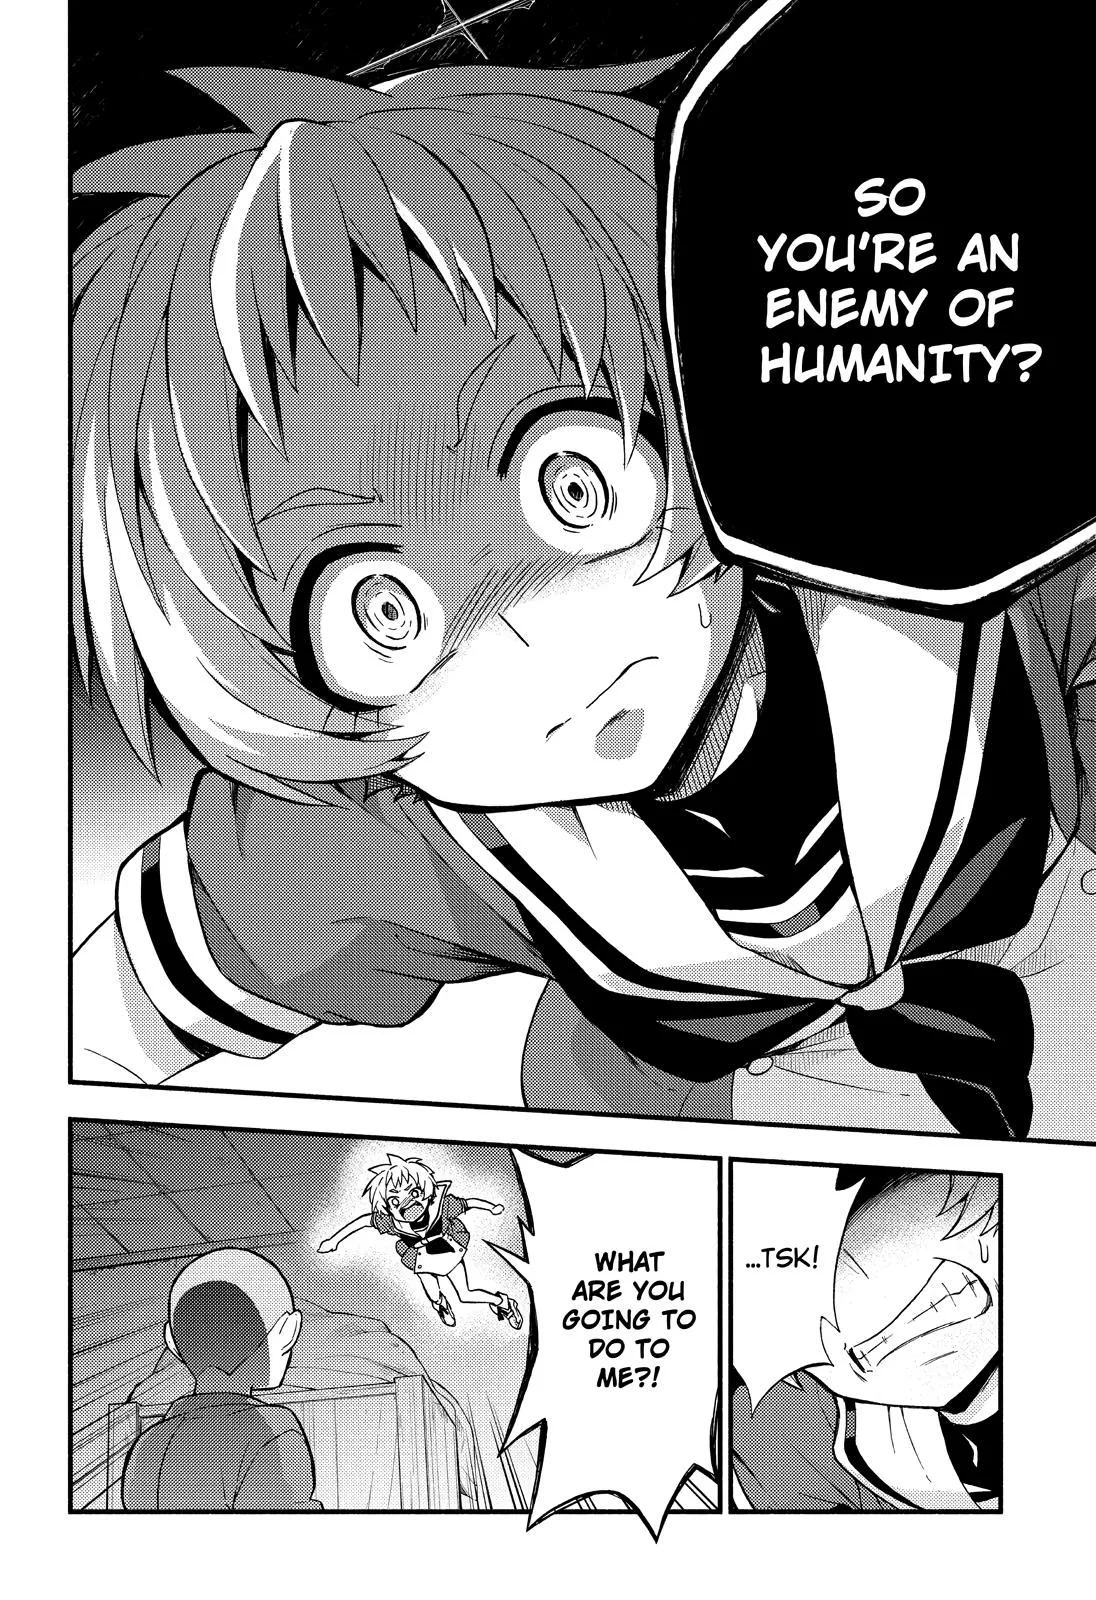 SO
YOU'RE AN
ENEMY OF
HUMANITY?
...TSK!
WHAT
ARE YOU
GOING TO
DO TO
ME?!